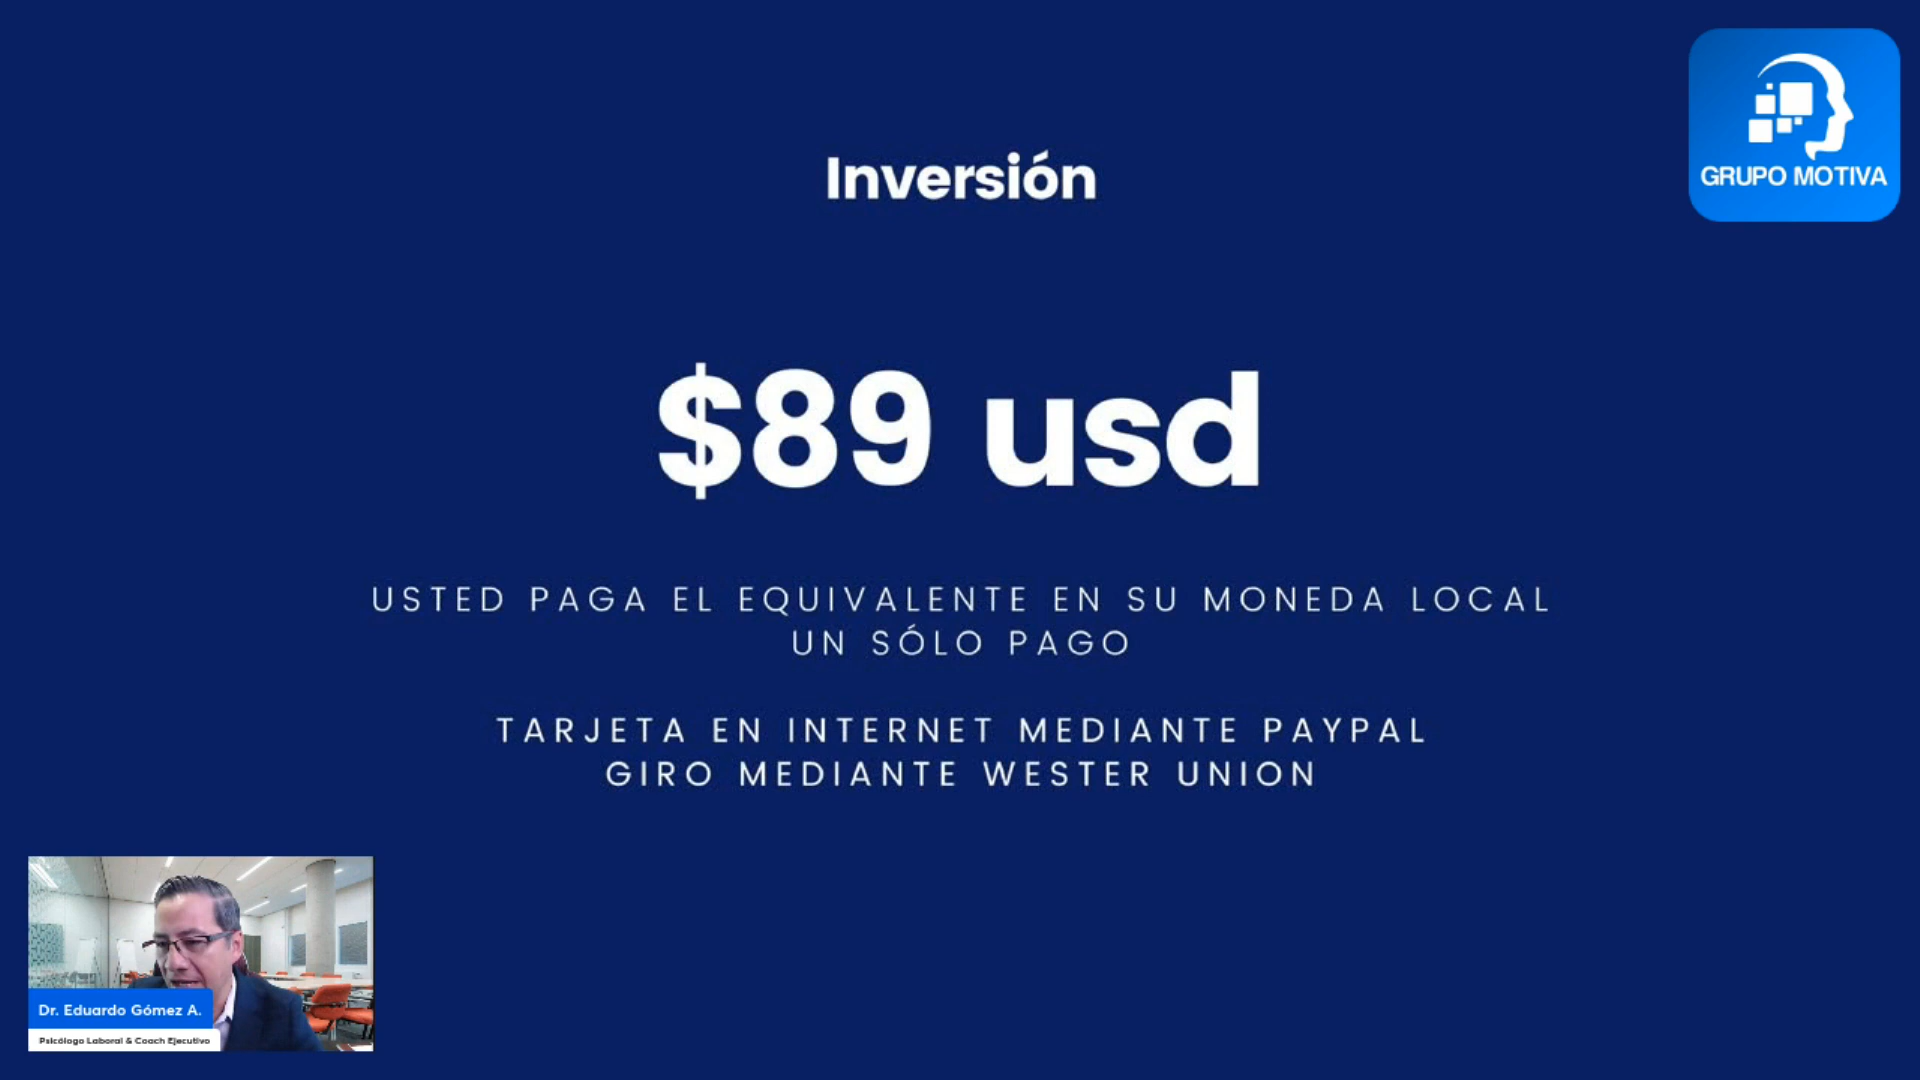 GRUPO MOTIVA
Inversión
$89 usd
USTED PAGA EL EQUIVALENTE EN SU MONEDA LOCAL
UN SÓLO PAGO
TARJETA EN INTERNET MEDIANTE PAYPAL
GIRO MEDIANTE WESTER UNION
Dr. Eduardo Gómez A.
Psicólogo Laboral & Coach Ejecutivo